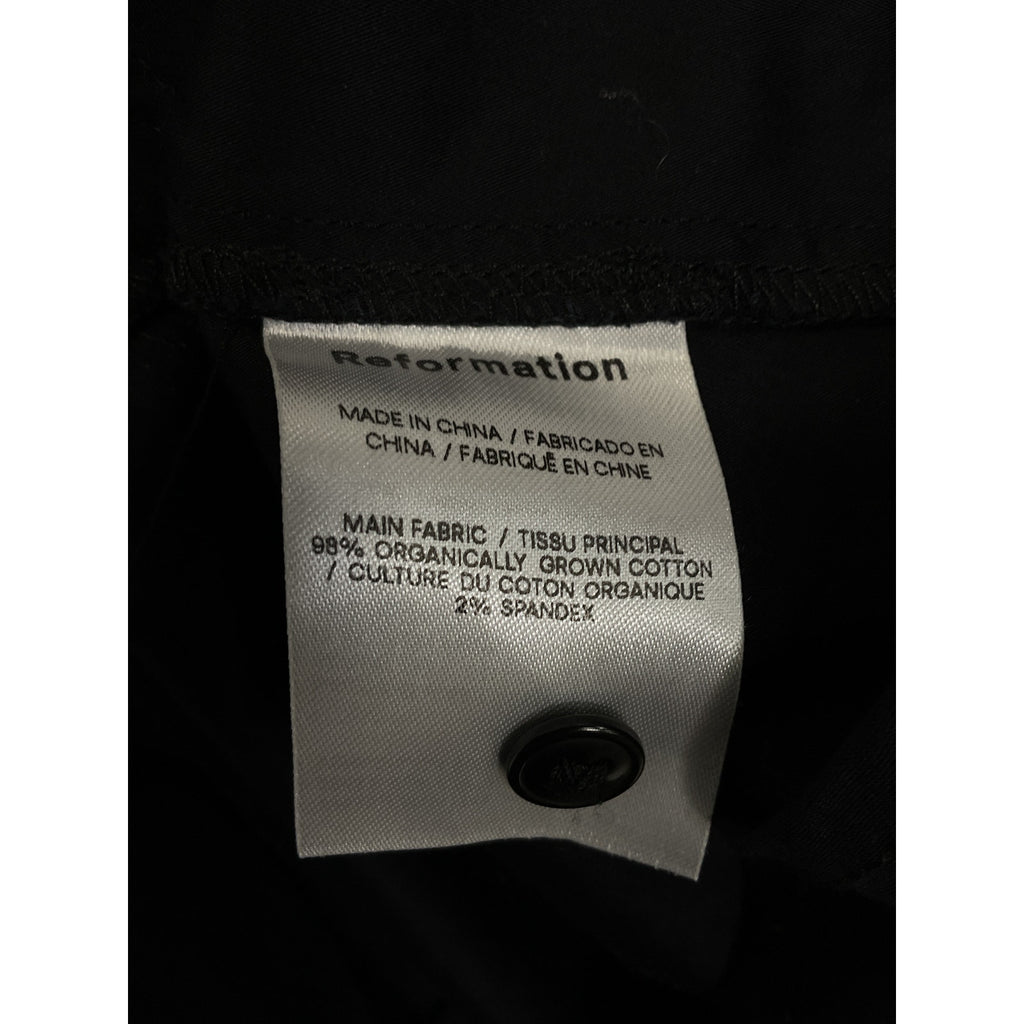 Reformation
MADE IN CHINA / FABRICADO EN
CHINA / FABRIQUÉ EN CHINE
MAIN FABRIC / TISSU PRINCIPAL
98% ORGANICALLY GROWN COTTON
/ CULTURE DU COTON ORGANIQUE
2% SPANDEX